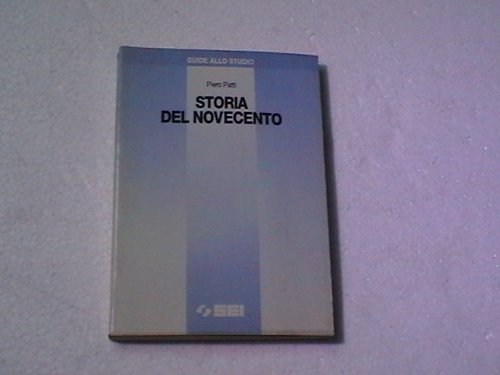 GUIDE ALLO STUDIO
Piero Patti
STORIA
DEL NOVECENTO
SEI